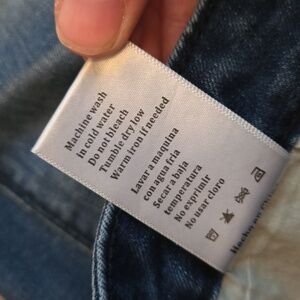 Machine wash
In cold water
Do not bleach
Tumble dry low
Warm iron if needed
Lavar a maquina
con agua fría
Secar a baja
temperatura
No exprimir
No usar cloro